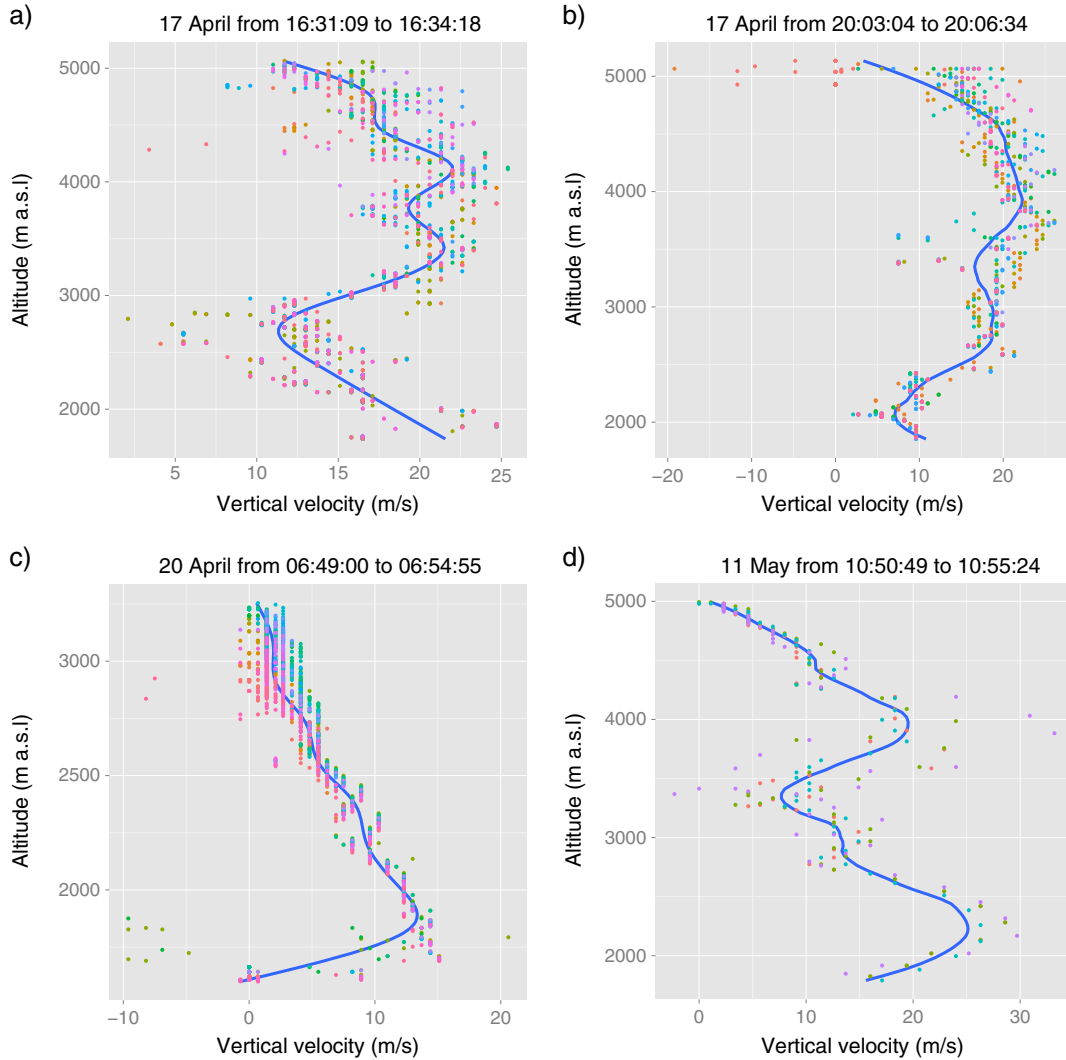 a)
17 April from 16:31:09 to 16:34:18
5000
4000
3000
2000
Altitude (m a.s.l)
5 10 15 20 25
Vertical velocity (m/s)
b)
17 April from 20:03:04 to 20:06:34
5000
4000
3000
2000
Altitude (m a.s.l)
−20 −10 0 10 20
Vertical velocity (m/s)
c)
20 April from 06:49:00 to 06:54:55
3000
2500
2000
Altitude (m a.s.l)
−10 0 10 20
Vertical velocity (m/s)
d)
11 May from 10:50:49 to 10:55:24
5000
4000
3000
2000
Altitude (m a.s.l)
0 10 20 30
Vertical velocity (m/s)